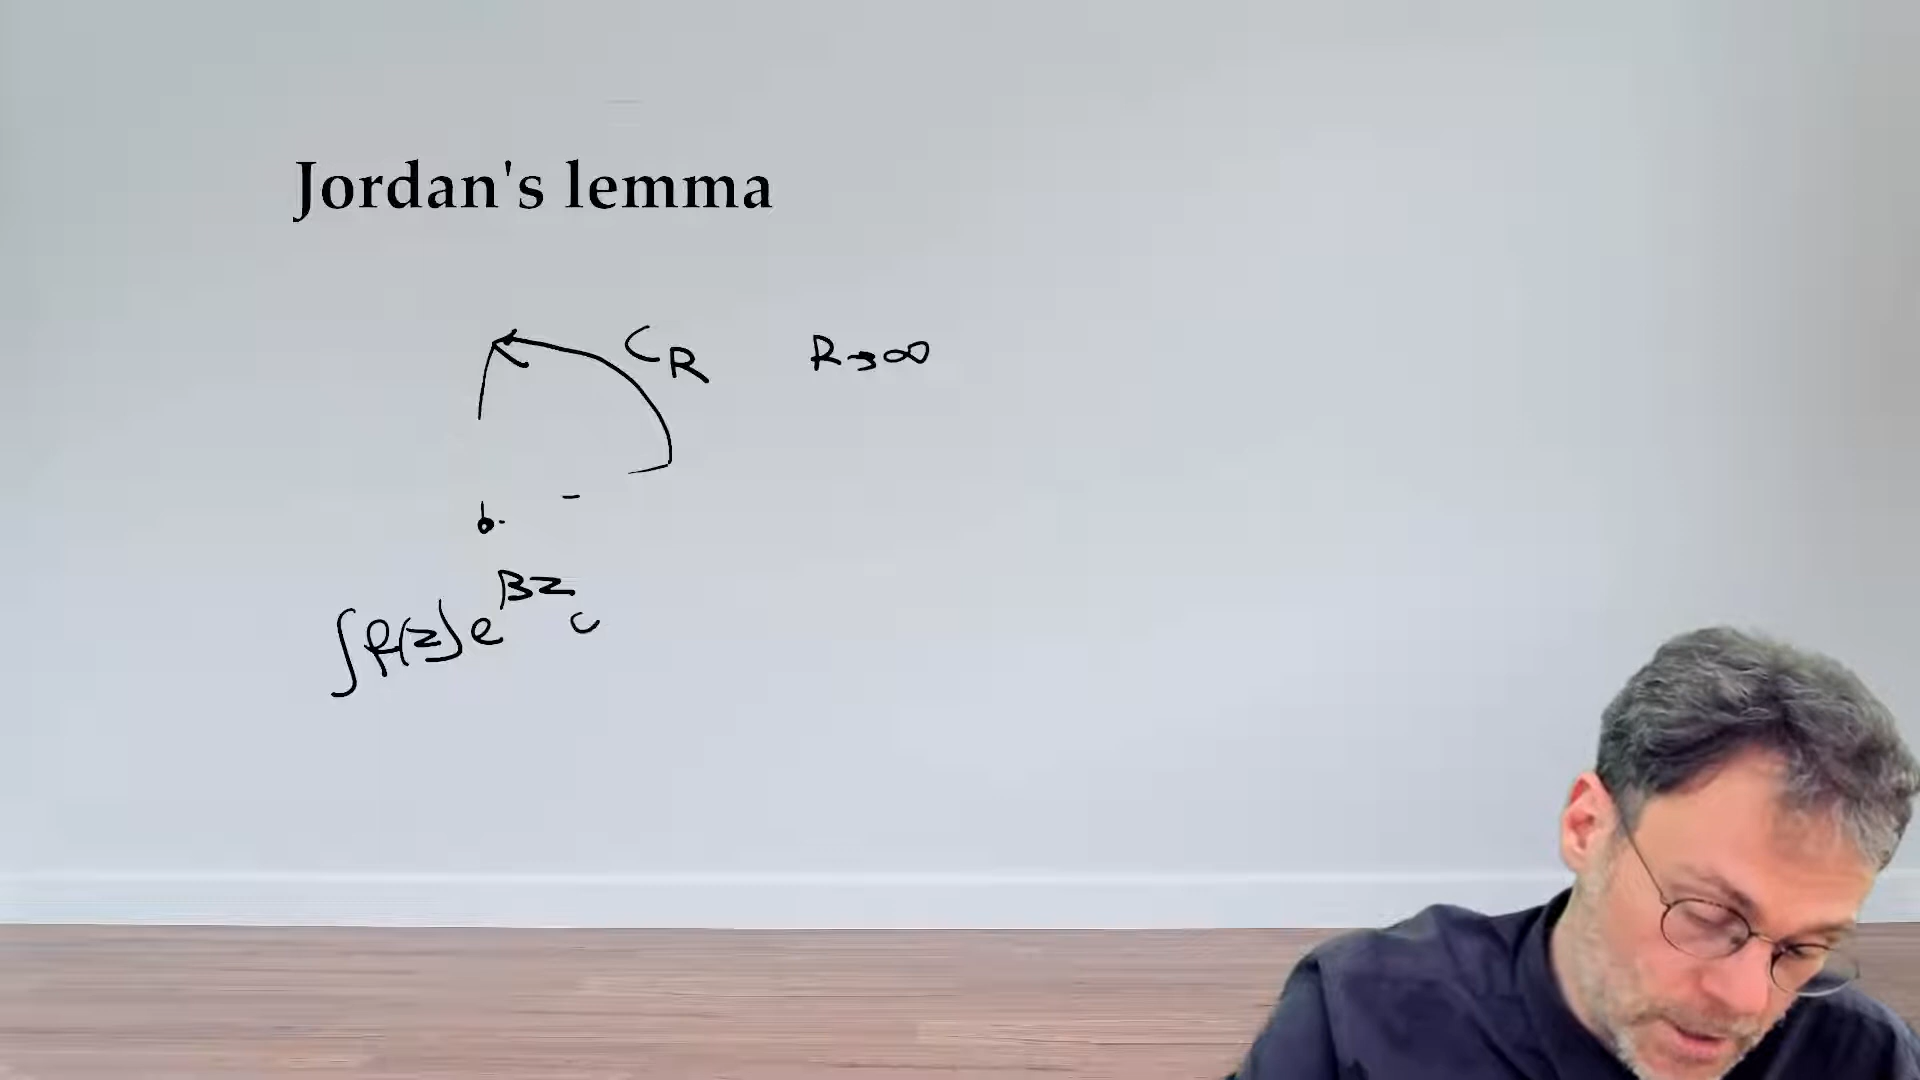 Jordan's lemma
C_R R→∞
0
∫f(z)e^{βz}